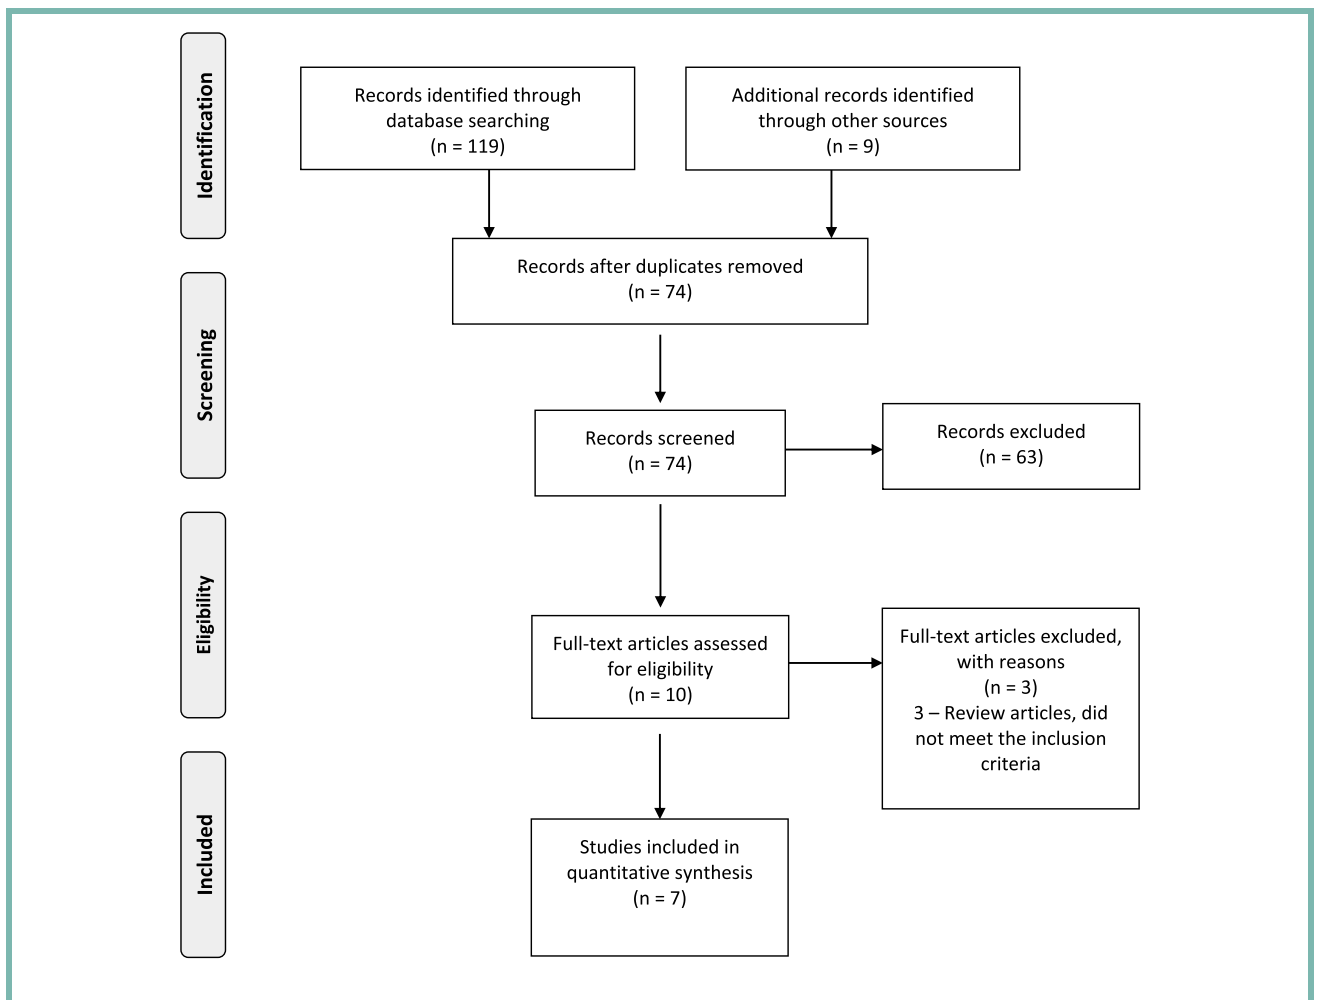 Identification
Records identified through
database searching
(n = 119)
Additional records identified
through other sources
(n = 9)
Records after duplicates removed
(n = 74)
Screening
Records screened
(n = 74)
Records excluded
(n = 63)
Eligibility
Full-text articles assessed
for eligibility
(n = 10)
Full-text articles excluded,
with reasons
(n = 3)
3 – Review articles, did
not meet the inclusion
criteria
Included
Studies included in
quantitative synthesis
(n = 7)